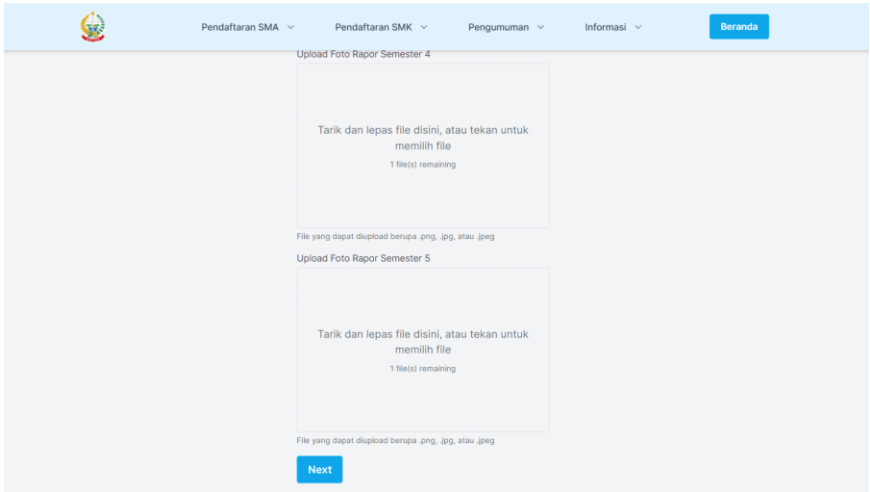 Pendaftaran SMA
Pendaftaran SMK
Pengumuman
Informasi
Beranda
Upload Foto Rapor Semester 4
Tarik dan lepas file disini, atau tekan untuk
memilih file
1 file(s) remaining
File yang dapat diupload berupa .png, .jpg, atau .jpeg
Upload Foto Rapor Semester 5
Tarik dan lepas file disini, atau tekan untuk
memilih file
1 file(s) remaining
File yang dapat diupload berupa .png, .jpg, atau .jpeg
Next